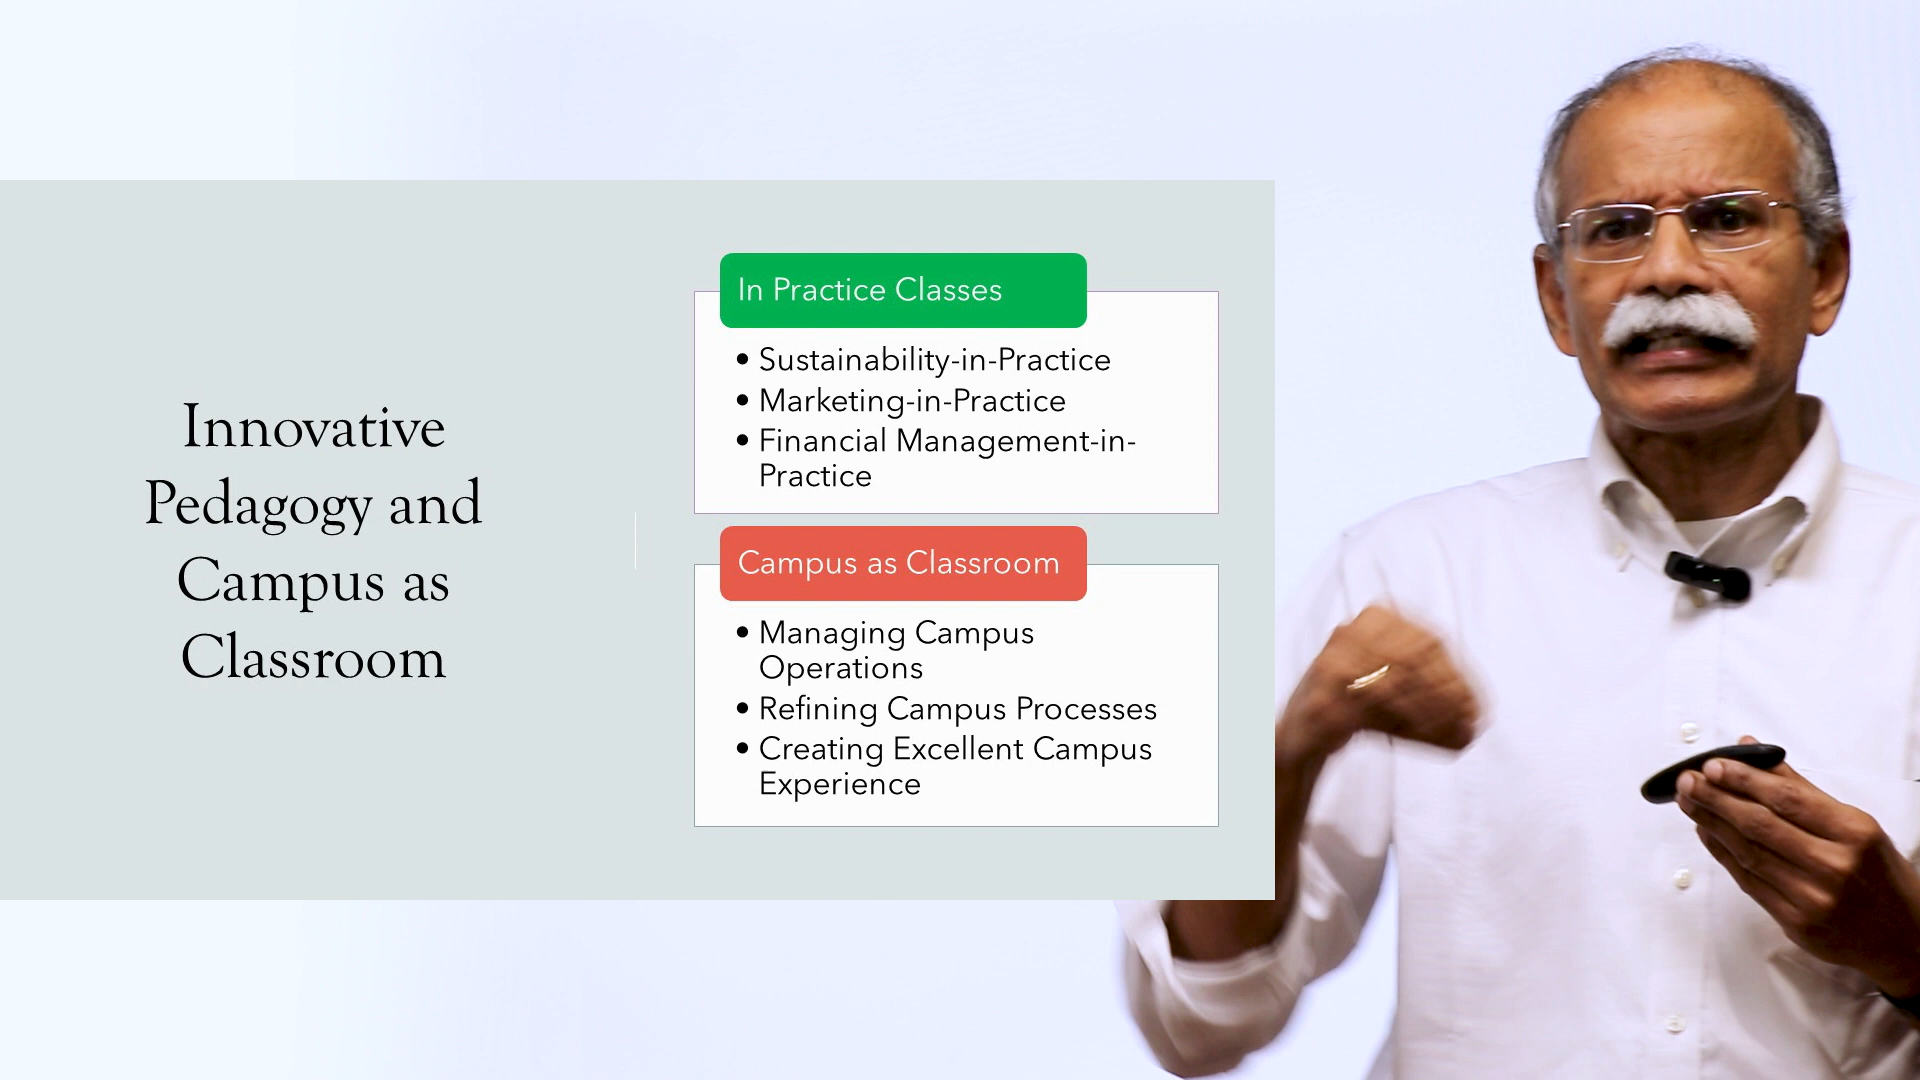 Innovative
Pedagogy and
Campus as
Classroom
In Practice Classes
• Sustainability-in-Practice
• Marketing-in-Practice
• Financial Management-in-
Practice
Campus as Classroom
• Managing Campus
Operations
• Refining Campus Processes
• Creating Excellent Campus
Experience